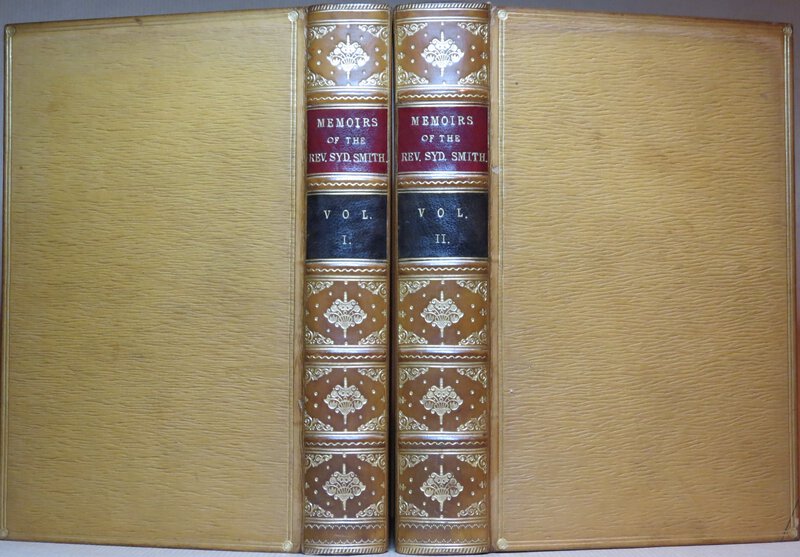 MEMOIRS
OF THE
REV. SYD. SMITH.
VOL.
I.
MEMOIRS
OF THE
REV. SYD. SMITH.
VOL.
II.